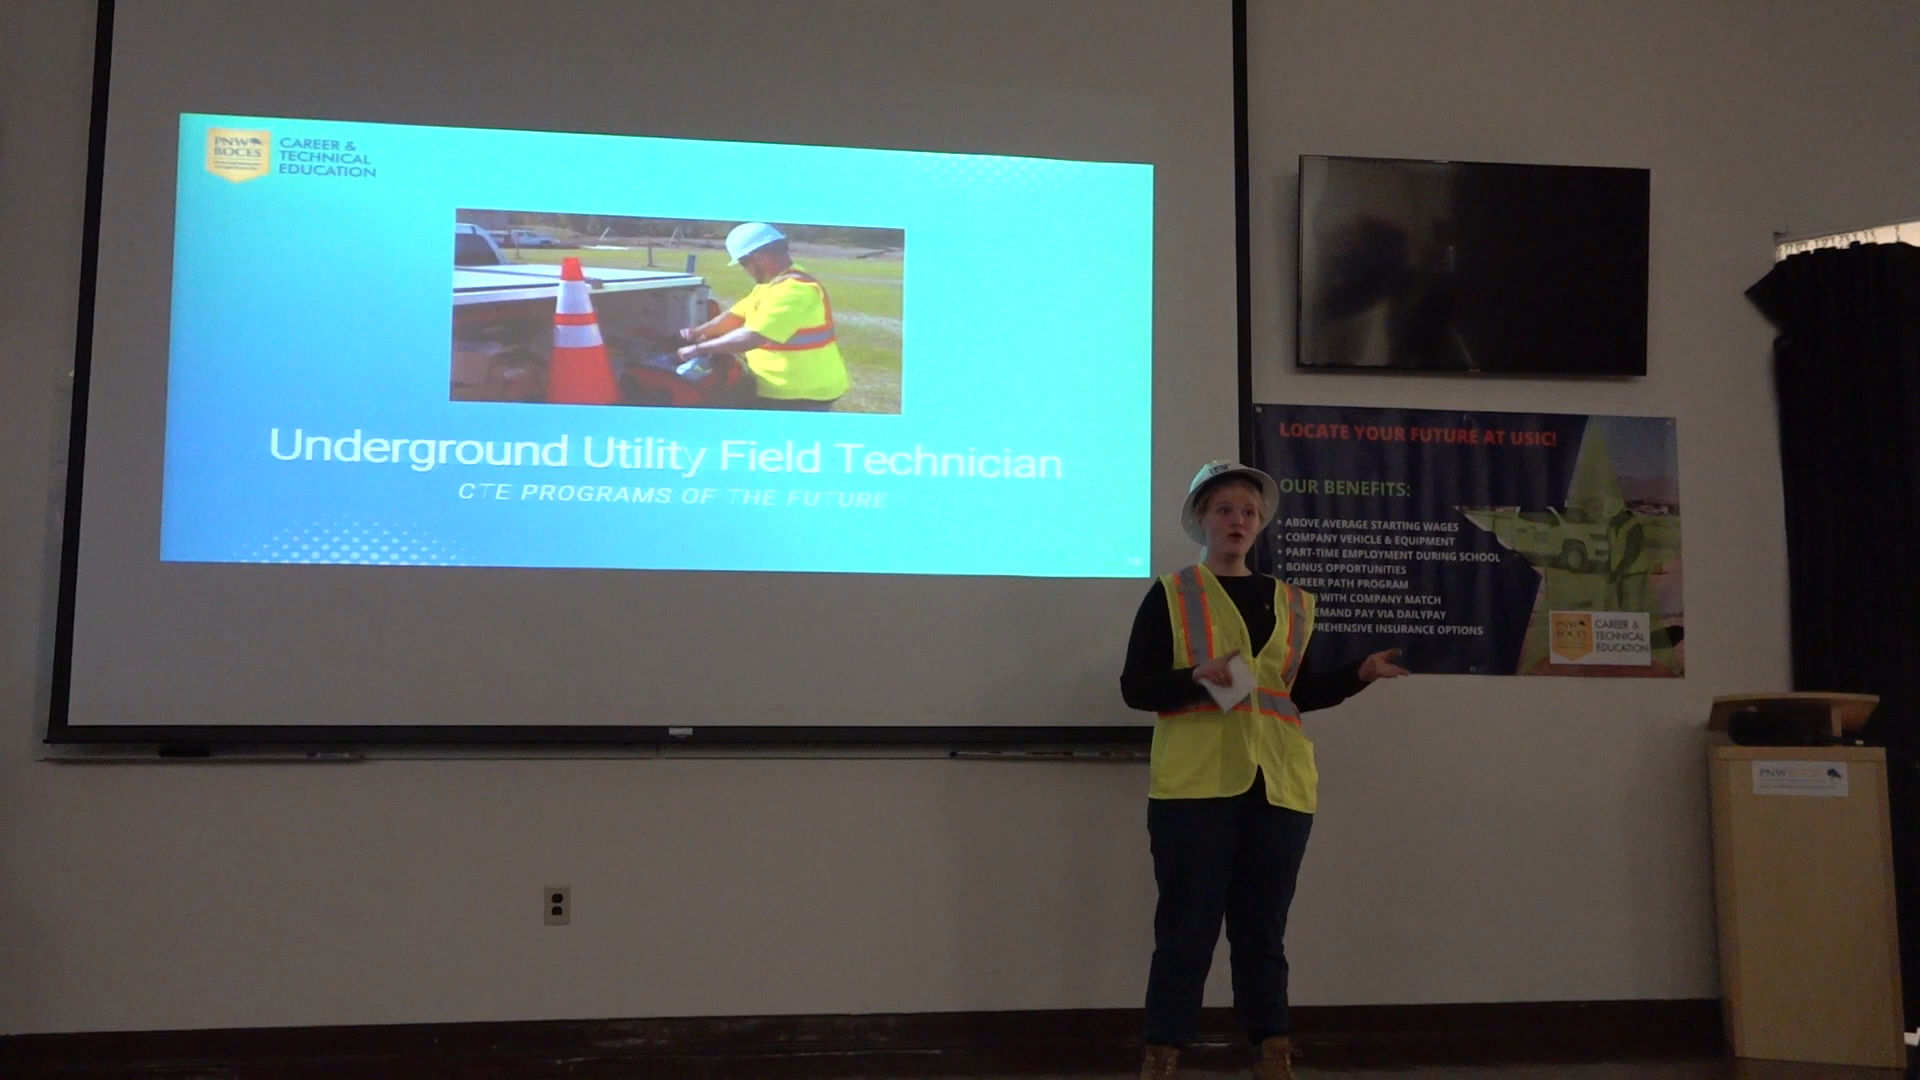 PNW
BOCES
CAREER &
TECHNICAL
EDUCATION
Underground Utility Field Technician
CTE PROGRAMS OF THE FUTURE
LOCATE YOUR FUTURE AT USIC!
OUR BENEFITS:
• ABOVE AVERAGE STARTING WAGES
• COMPANY VEHICLE & EQUIPMENT
• PART-TIME EMPLOYMENT DURING SCHOOL
• BONUS OPPORTUNITIES
CAREER PATH PROGRAM
) WITH COMPANY MATCH
EMAND PAY VIA DAILYPAY
PREHENSIVE INSURANCE OPTIONS
PNW
BOCES
CAREER &
TECHNICAL
EDUCATION
PNW BOCES